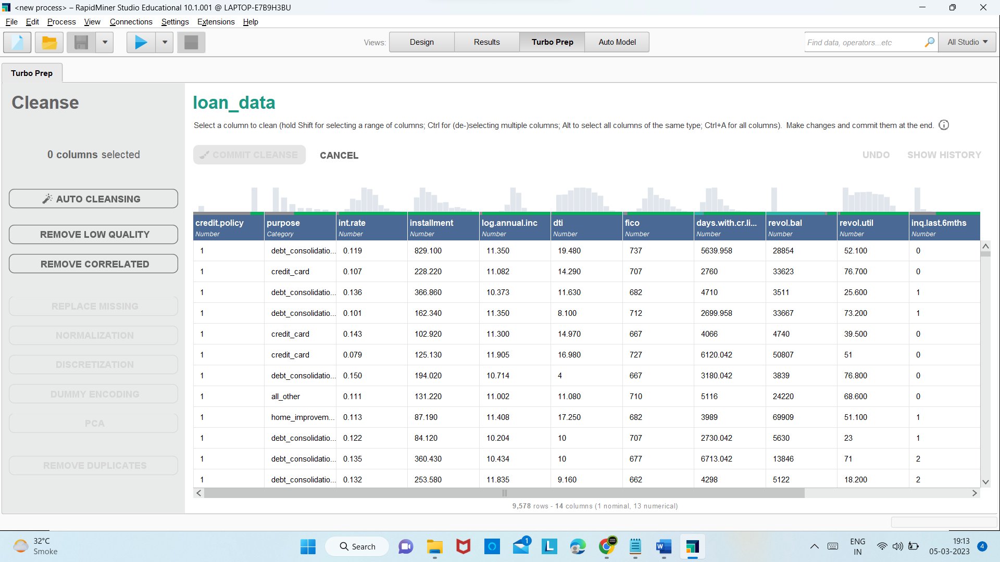 <new process> – RapidMiner Studio Educational 10.1.001 @ LAPTOP-E7B9H3BU
File Edit Process View Connections Settings Extensions Help
Views: Design Results Turbo Prep Auto Model
Find data, operators...etc All Studio
Turbo Prep
Cleanse
0 columns selected
AUTO CLEANSING
REMOVE LOW QUALITY
REMOVE CORRELATED
REPLACE MISSING
NORMALIZATION
DISCRETIZATION
DUMMY ENCODING
PCA
REMOVE DUPLICATES
loan_data
Select a column to clean (hold Shift for selecting a range of columns; Ctrl for (de-)selecting multiple columns; Alt to select all columns of the same type; Ctrl+A for all columns). Make changes and commit them at the end.
COMMIT CLEANSE CANCEL UNDO SHOW HISTORY
credit.policy purpose int.rate installment log.annual.inc dti fico days.with.cr.li... revol.bal revol.util inq.last.6mths
Number Category Number Number Number Number Number Number Number Number Number
1 debt_consolidatio... 0.119 829.100 11.350 19.480 737 5639.958 28854 52.100 0
1 credit_card 0.107 228.220 11.082 14.290 707 2760 33623 76.700 0
1 debt_consolidatio... 0.136 366.860 10.373 11.630 682 4710 3511 25.600 1
1 debt_consolidatio... 0.101 162.340 11.350 8.100 712 2699.958 33667 73.200 1
1 credit_card 0.143 102.920 11.300 14.970 667 4066 4740 39.500 0
1 credit_card 0.079 125.130 11.905 16.980 727 6120.042 50807 51 0
1 debt_consolidatio... 0.150 194.020 10.714 4 667 3180.042 3839 76.800 0
1 all_other 0.111 131.220 11.002 11.080 710 5116 24220 68.600 0
1 home_improvem... 0.113 87.190 11.408 17.250 682 3989 69909 51.100 1
1 debt_consolidatio... 0.122 84.120 10.204 10 707 2730.042 5630 23 1
1 debt_consolidatio... 0.135 360.430 10.434 10 677 6713.042 13846 71 2
1 debt_consolidatio... 0.132 253.580 11.835 9.160 662 4298 5122 18.200 2
9,578 rows - 14 columns (1 nominal, 13 numerical)
32°C
Smoke
Search
1
L
W
ENG
IN
19:13
05-03-2023
4